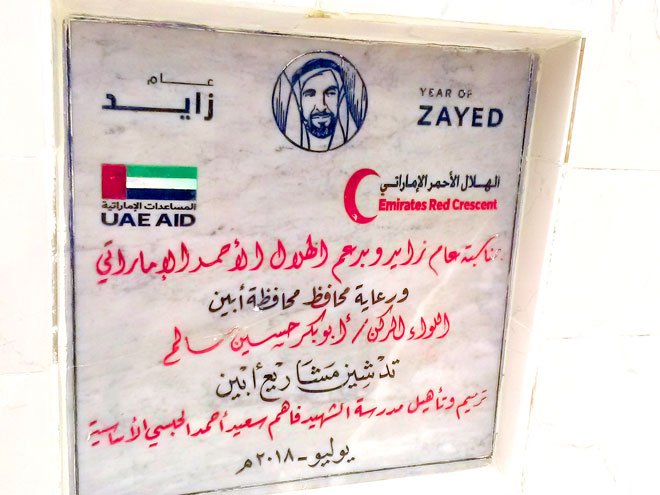 عام
زايد
YEAR OF
ZAYED
المساعدات الإماراتية
UAE AID
الهلال الأحمر الإماراتي
Emirates Red Crescent
بمناسبة عام زايد وبدعم الهلال الأحمر الإماراتي
ورعاية محافظ محافظة أبين
اللواء الركن/ أبوبكر حسين سالم
تدشين مشاريع أبين
ترميم وتأهيل مدرسة الشهيد فاهم سعيد أحمد الحبسي الأساسية
يوليو - ٢٠١٨م